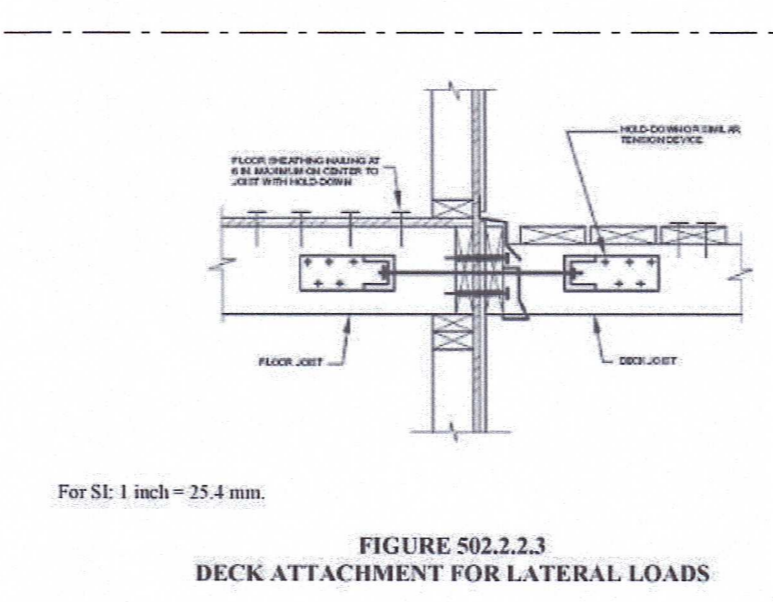 HOLD-DOWN OR SIMILAR
TENSION DEVICE
FLOOR SHEATHING NAILING AT
6 IN. MAXIMUM ON CENTER TO
JOIST WITH HOLD-DOWN
FLOOR JOIST
DECK JOIST
For SI: 1 inch = 25.4 mm.
FIGURE 502.2.2.3
DECK ATTACHMENT FOR LATERAL LOADS